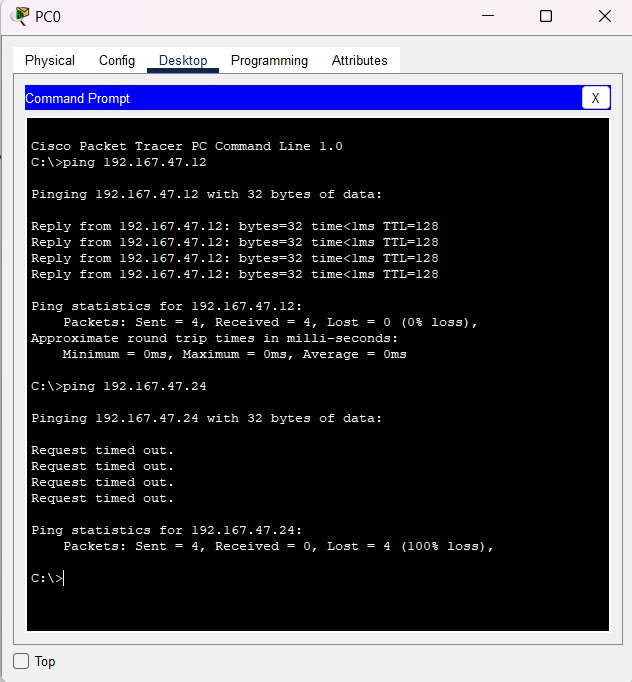 PC0
Physical Config Desktop Programming Attributes
Command Prompt X
Cisco Packet Tracer PC Command Line 1.0
C:\>ping 192.167.47.12
Pinging 192.167.47.12 with 32 bytes of data:
Reply from 192.167.47.12: bytes=32 time<1ms TTL=128
Reply from 192.167.47.12: bytes=32 time<1ms TTL=128
Reply from 192.167.47.12: bytes=32 time<1ms TTL=128
Reply from 192.167.47.12: bytes=32 time<1ms TTL=128
Ping statistics for 192.167.47.12:
Packets: Sent = 4, Received = 4, Lost = 0 (0% loss),
Approximate round trip times in milli-seconds:
Minimum = 0ms, Maximum = 0ms, Average = 0ms
C:\>ping 192.167.47.24
Pinging 192.167.47.24 with 32 bytes of data:
Request timed out.
Request timed out.
Request timed out.
Request timed out.
Ping statistics for 192.167.47.24:
Packets: Sent = 4, Received = 0, Lost = 4 (100% loss),
C:\>
Top